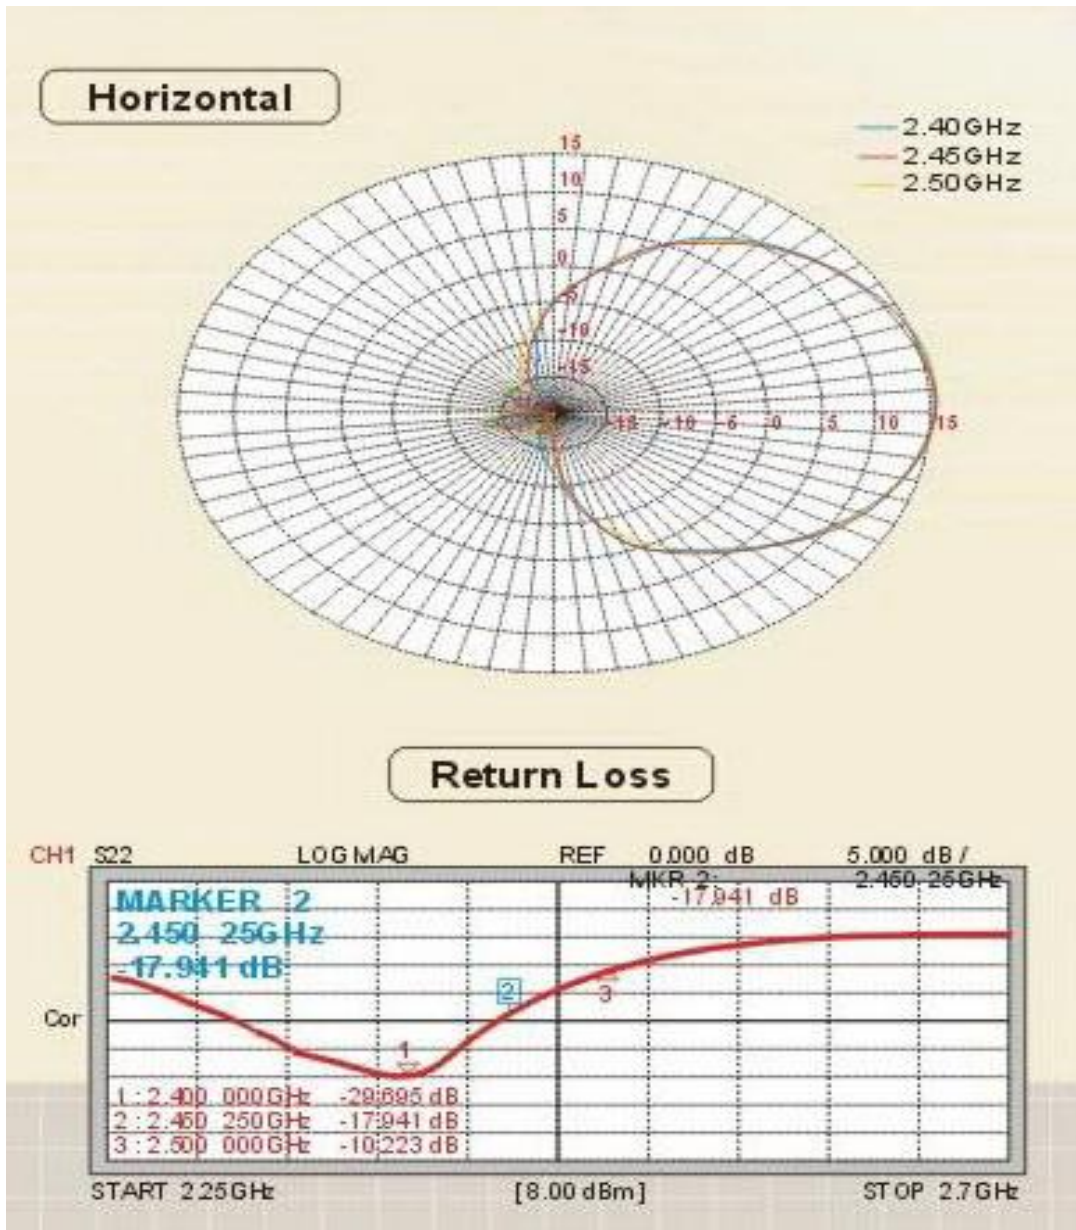 Horizontal
2.40GHz
2.45GHz
2.50GHz
15
10
5
0
-5
-10
-15
-15 -10 -5 0 5 10 15
Return Loss
CH1 S22 LOG MAG REF 0.000 dB 5.000 dB /
MKR 2: 2.450 25GHz
-17.941 dB
MARKER 2
2.450 25GHz
-17.941 dB
2
3
Cor
1
1 : 2.400 000GHz -29.695 dB
2 : 2.450 250GHz -17.941 dB
3 : 2.500 000GHz -10.223 dB
START 2.25GHz [8.00 dBm] STOP 2.7GHz